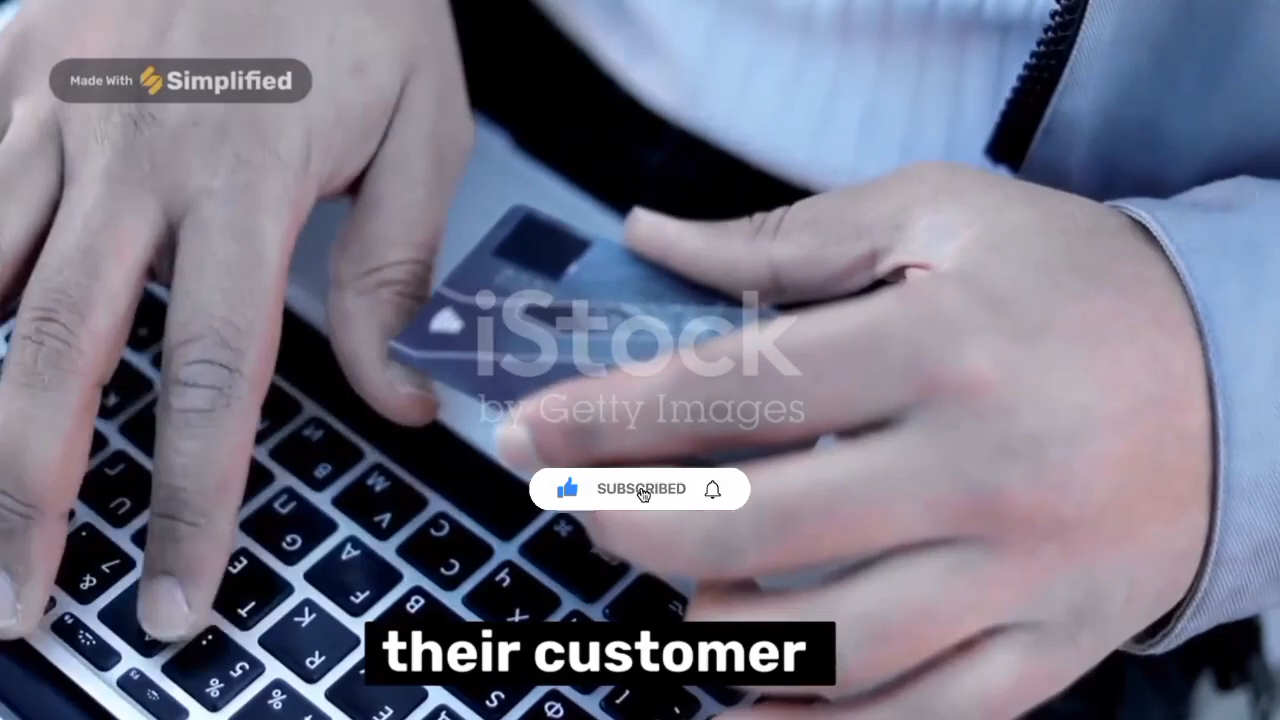 Made With Simplified
iStock
by Getty Images
SUBSCRIBED
their customer